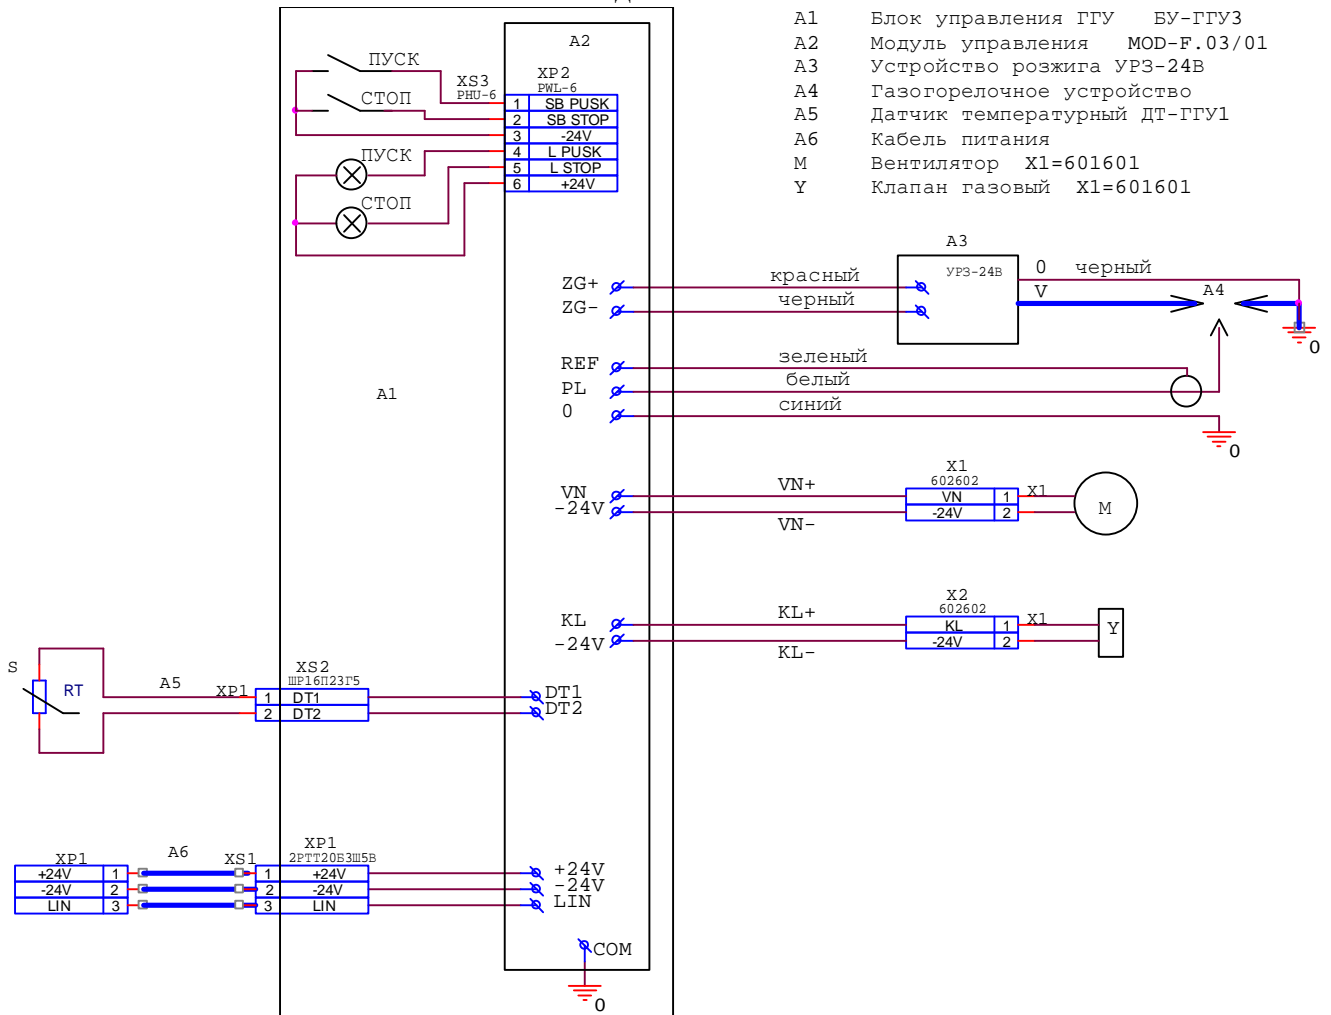 Д
A1 Блок управления ГГУ БУ-ГГУ3
A2 Модуль управления MOD-F.03/01
A3 Устройство розжига УРЗ-24В
A4 Газогорелочное устройство
A5 Датчик температурный ДТ-ГГУ1
A6 Кабель питания
M Вентилятор X1=601601
Y Клапан газовый X1=601601
A2
ПУСК
СТОП
XS3
PHU-6
XP2
PWL-6
1 SB PUSK
2 SB STOP
3 -24V
4 L PUSK
5 L STOP
6 +24V
ПУСК
СТОП
A1
ZG+
ZG-
красный
черный
A3
УРЗ-24В
0 черный
V
A4
0
REF
PL
0
зеленый
белый
синий
0
VN
-24V
VN+
VN-
X1
602602
VN 1
-24V 2
X1
M
KL
-24V
KL+
KL-
X2
602602
KL 1
-24V 2
X1
Y
S
RT
A5
XP1
XS2
ШР16П23Г5
1 DT1
2 DT2
DT1
DT2
XP1
+24V 1
-24V 2
LIN 3
A6
XS1
XP1
2РТТ20Б3Ш5В
1 +24V
2 -24V
3 LIN
+24V
-24V
LIN
COM
0